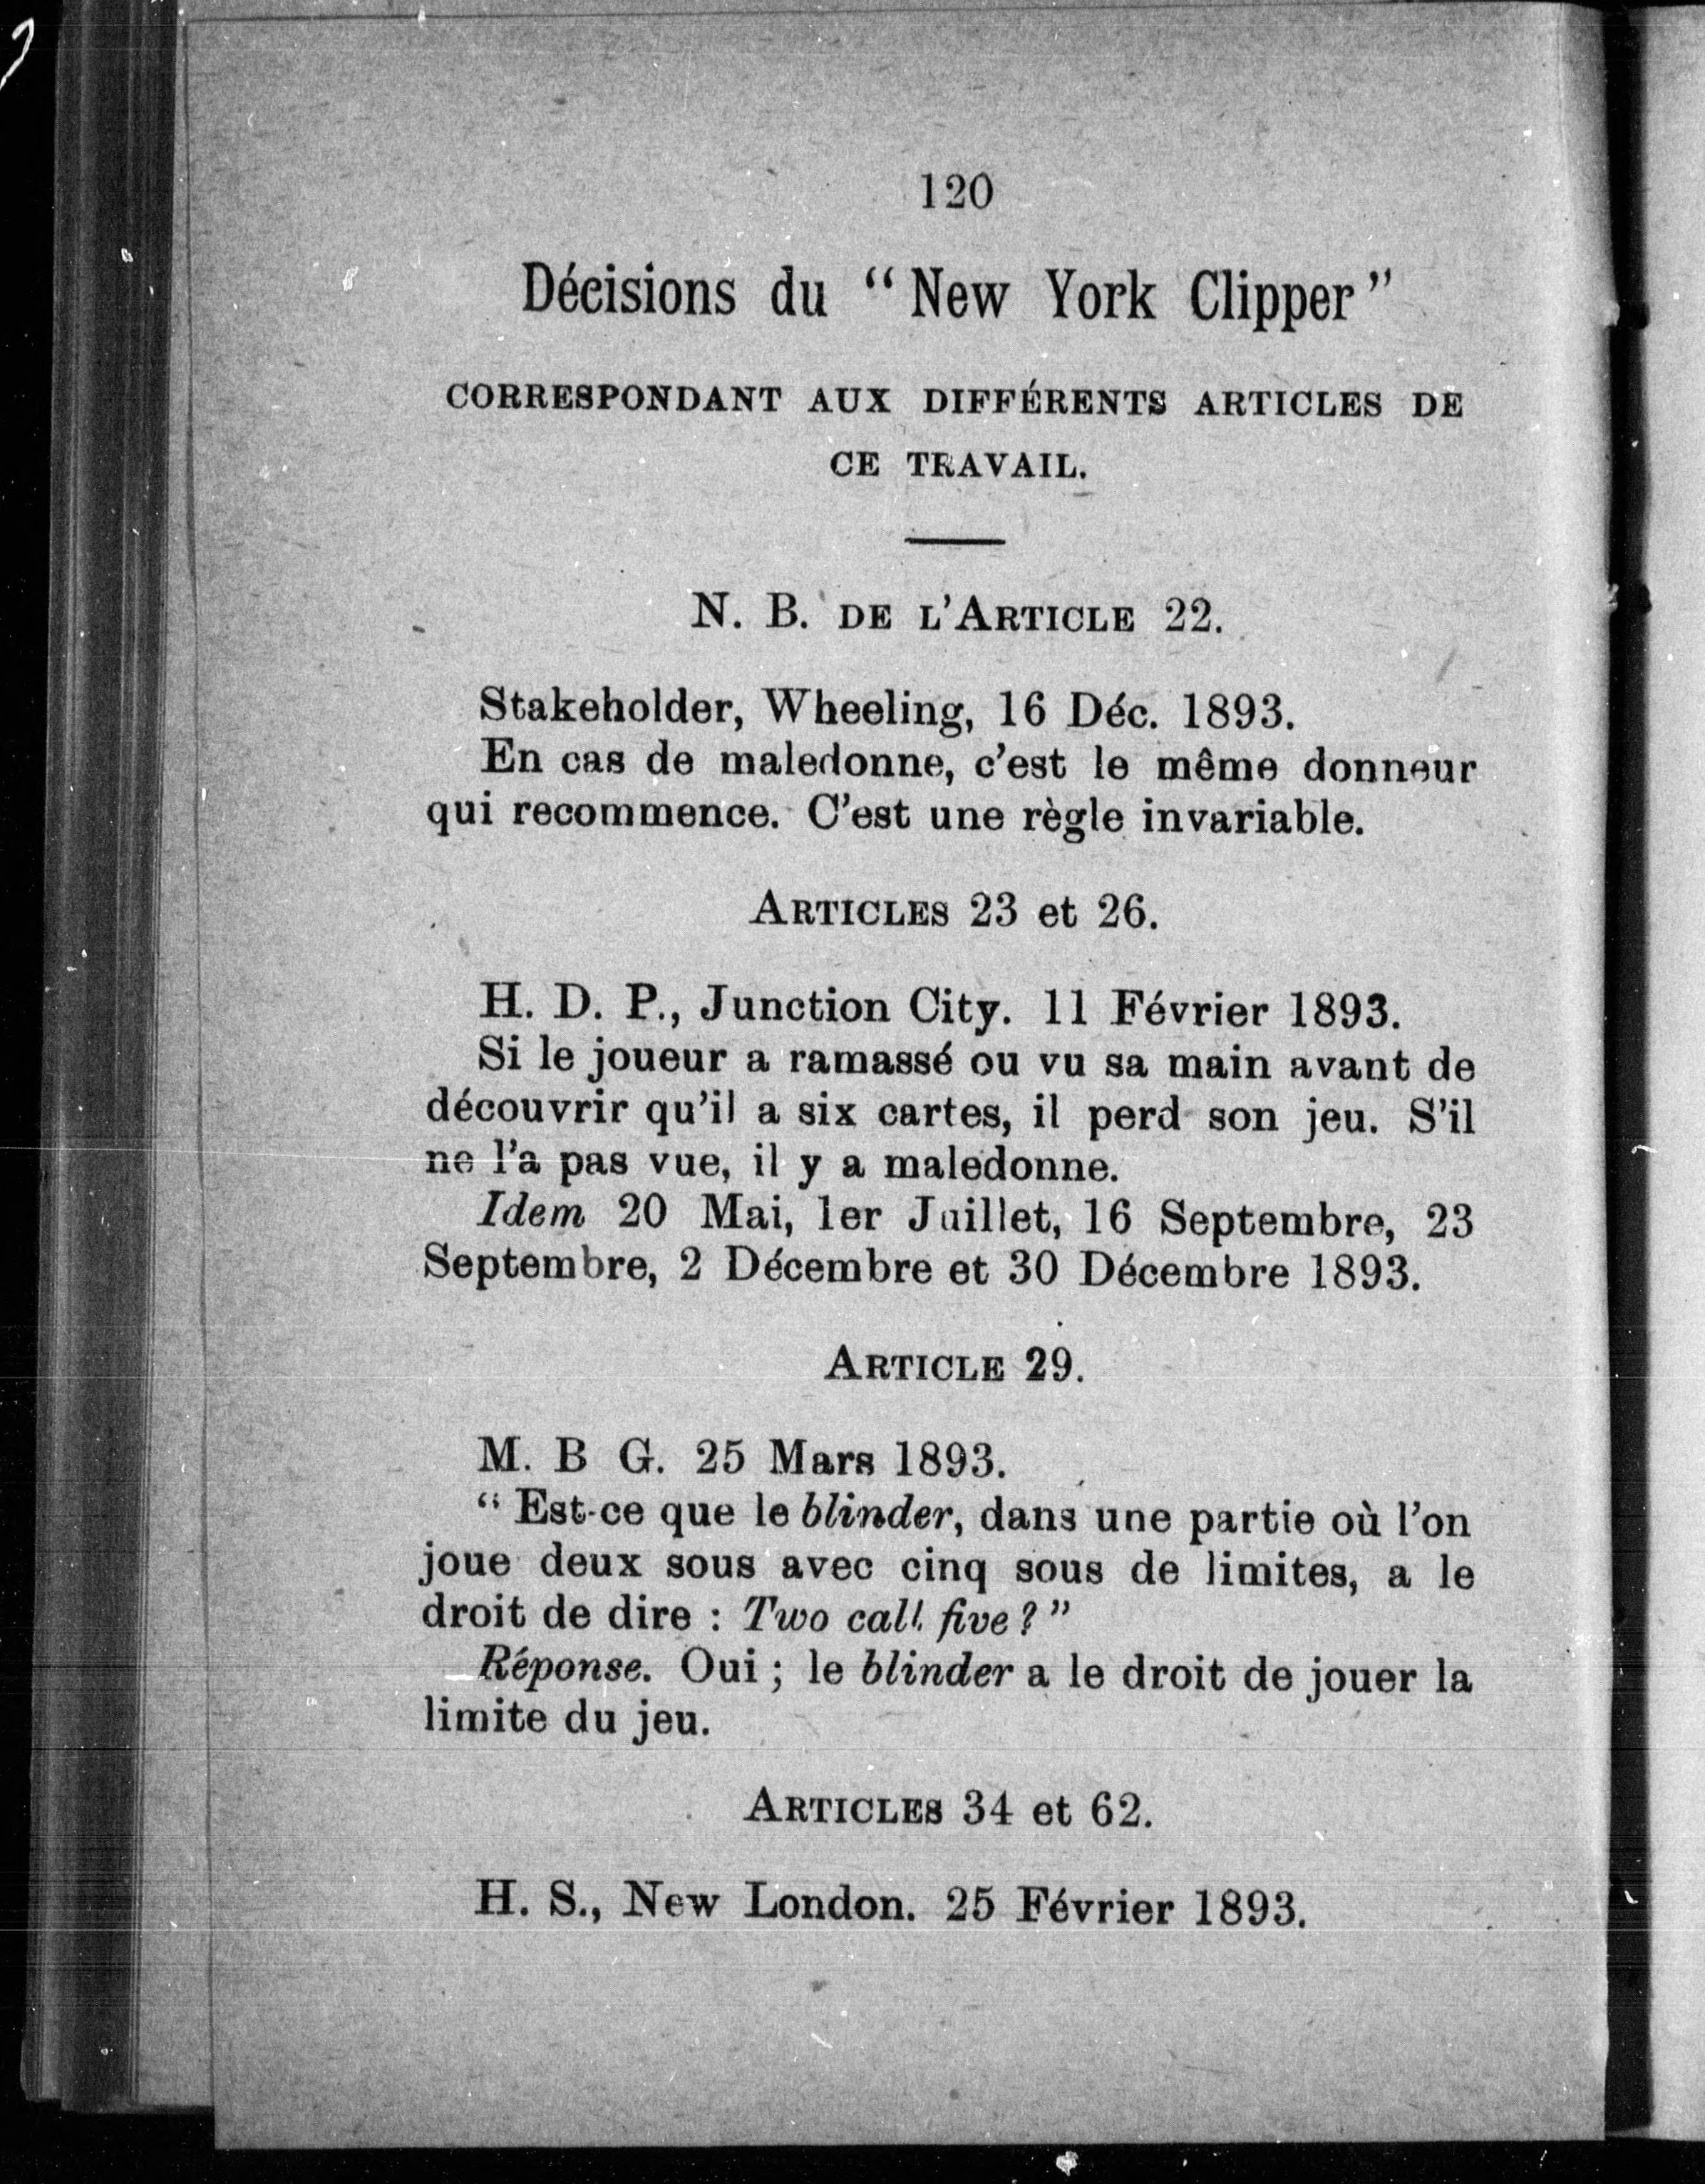 120
Décisions du “New York Clipper”
CORRESPONDANT AUX DIFFÉRENTS ARTICLES DE
CE TRAVAIL.
N. B. DE L'ARTICLE 22.
Stakeholder, Wheeling, 16 Déc. 1893.
En cas de maledonne, c'est le même donneur
qui recommence. C'est une règle invariable.
ARTICLES 23 et 26.
H. D. P., Junction City. 11 Février 1893.
Si le joueur a ramassé ou vu sa main avant de
découvrir qu'il a six cartes, il perd son jeu. S'il
ne l'a pas vue, il y a maledonne.
Idem 20 Mai, 1er Juillet, 16 Septembre, 23
Septembre, 2 Décembre et 30 Décembre 1893.
ARTICLE 29.
M. B G. 25 Mars 1893.
“ Est-ce que le blinder, dans une partie où l'on
joue deux sous avec cinq sous de limites, a le
droit de dire : Two call five ? ”
Réponse. Oui ; le blinder a le droit de jouer la
limite du jeu.
ARTICLES 34 et 62.
H. S., New London. 25 Février 1893.